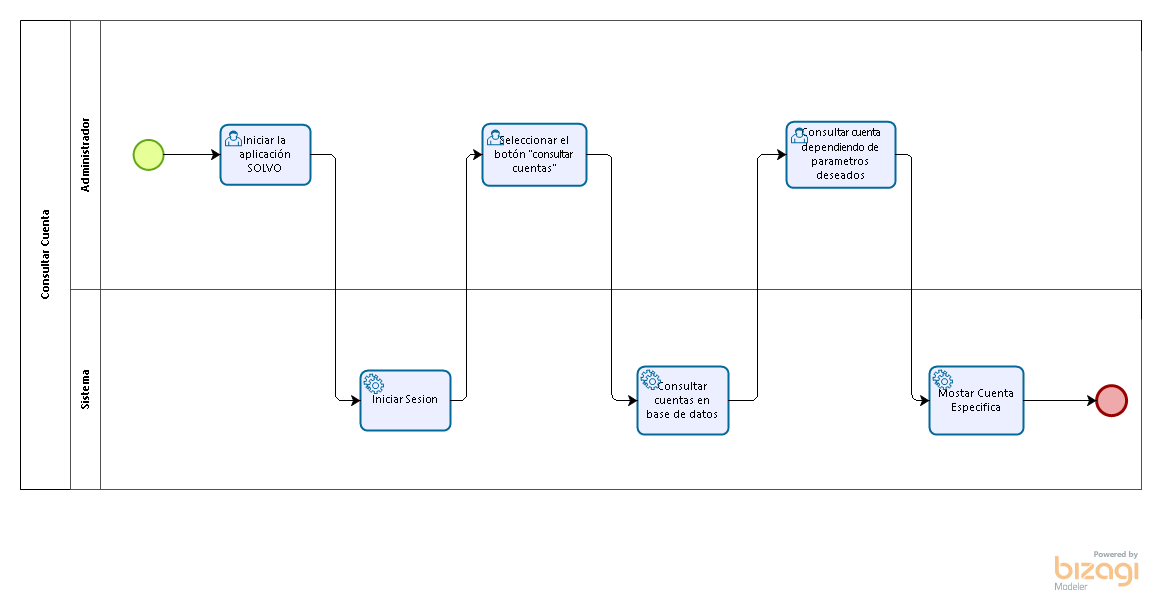 Consultar Cuenta
Administrador
Iniciar la
aplicación
SOLVO
Seleccionar el
botón "consultar
cuentas"
Consultar cuenta
dependiendo de
parametros
deseados
Sistema
Iniciar Sesion
Consultar
cuentas en
base de datos
Mostar Cuenta
Especifica
Powered by
bizagi
Modeler